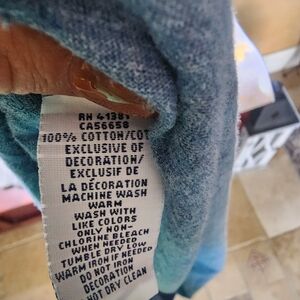 RN 41381
CA56658
100% COTTON/COT
EXCLUSIVE OF
DECORATION/
EXCLUSIF DE
LA DÉCORATION
MACHINE WASH
WARM
WASH WITH
LIKE COLORS
ONLY NON-
CHLORINE BLEACH
WHEN NEEDED
TUMBLE DRY LOW
WARM IRON IF NEEDED
DO NOT IRON
DECORATION
NOT DRY CLEAN